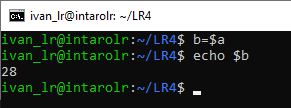 ivan_lr@intarolr: ~/LR4
ivan_lr@intarolr:~/LR4$ b=$a
ivan_lr@intarolr:~/LR4$ echo $b
28
ivan_lr@intarolr:~/LR4$